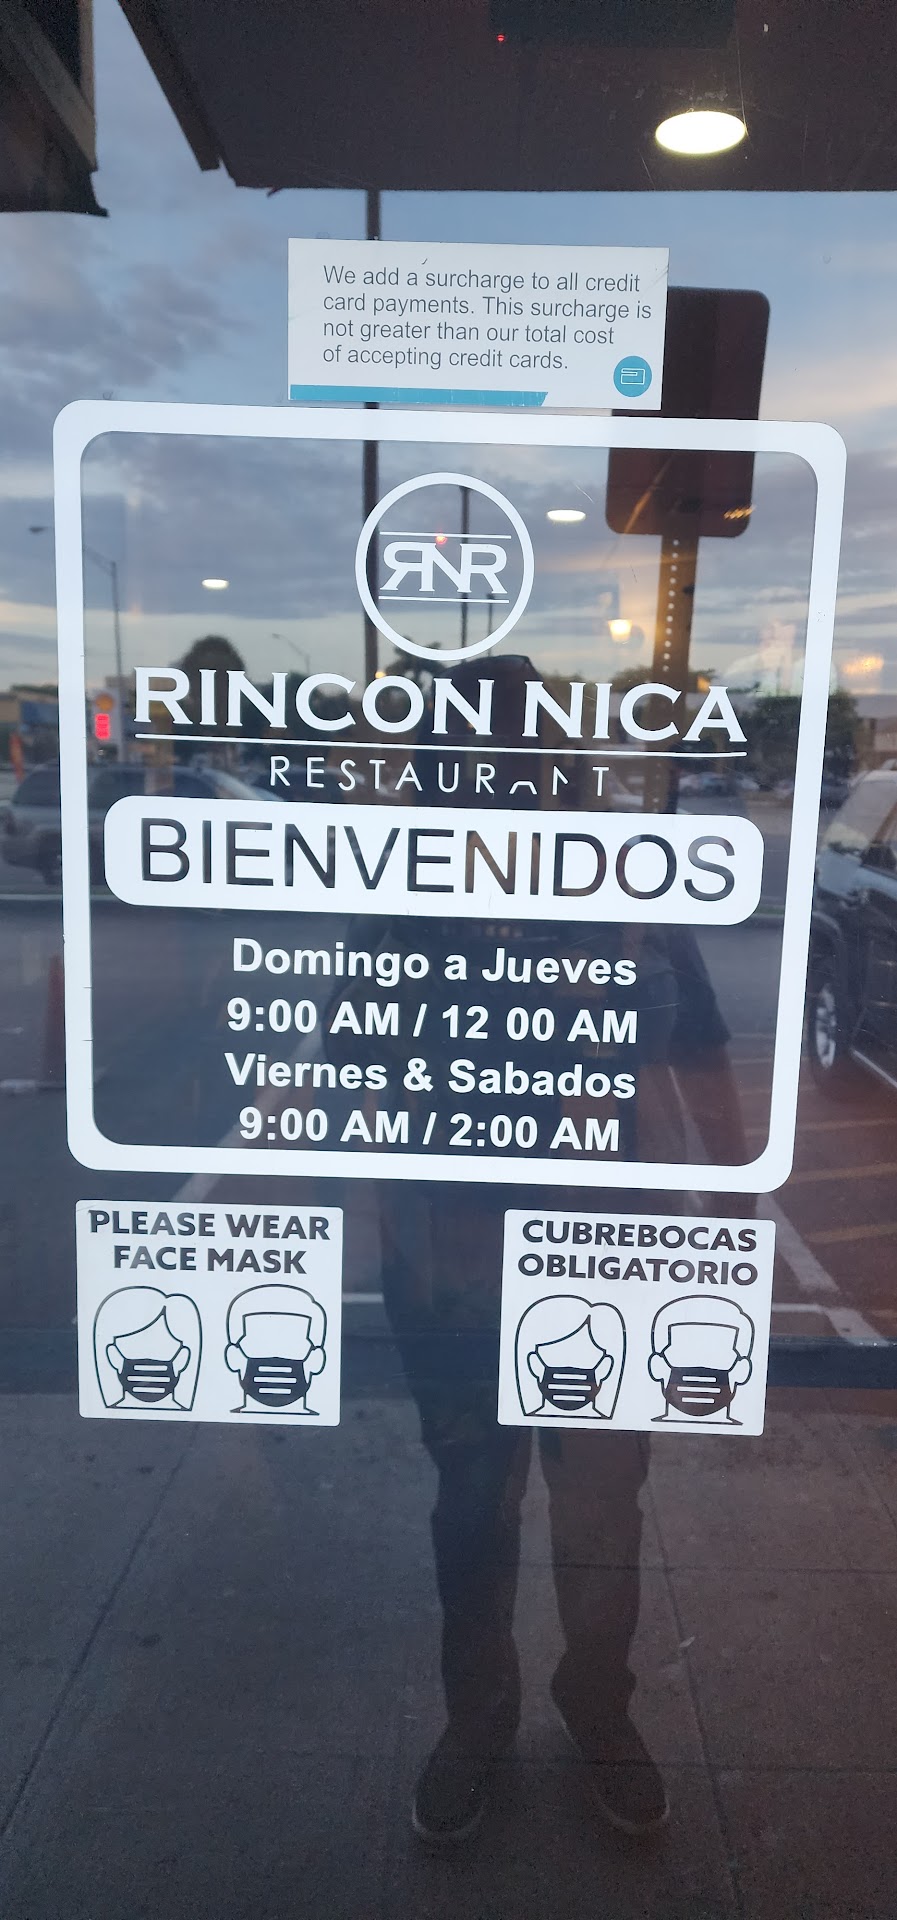 We add a surcharge to all credit
card payments. This surcharge is
not greater than our total cost
of accepting credit cards.
RNR
RINCON NICA
RESTAURANT
BIENVENIDOS
Domingo a Jueves
9:00 AM / 12 00 AM
Viernes & Sabados
9:00 AM / 2:00 AM
PLEASE WEAR
FACE MASK
CUBREBOCAS
OBLIGATORIO